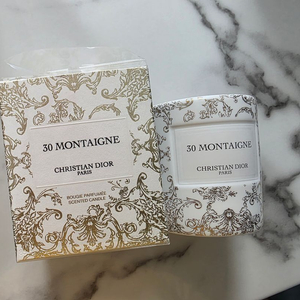 30 MONTAIGNE
CHRISTIAN DIOR
PARIS
BOUGIE PARFUMÉE
SCENTED CANDLE
30 MONTAIGNE
CHRISTIAN DIOR
PARIS